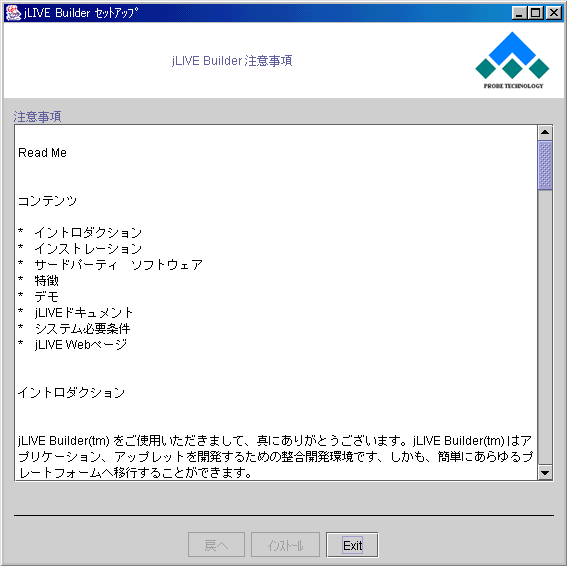 jLIVE Builder ｾｯﾄｱｯﾌﾟ
jLIVE Builder 注意事項
PROBE TECHNOLOGY
注意事項
Read Me
コンテンツ
* イントロダクション
* インストレーション
* サードパーティ　ソフトウェア
* 特徴
* デモ
* jLIVEドキュメント
* システム必要条件
* jLIVE Webページ
イントロダクション
jLIVE Builder(tm) をご使用いただきまして、真にありがとうございます。jLIVE Builder(tm) はア
プリケーション、アップレットを開発するための整合開発環境です、しかも、簡単にあらゆるプ
レートフォームへ移行することができます。
戻へ
ｲﾝｽﾄｰﾙ
Exit